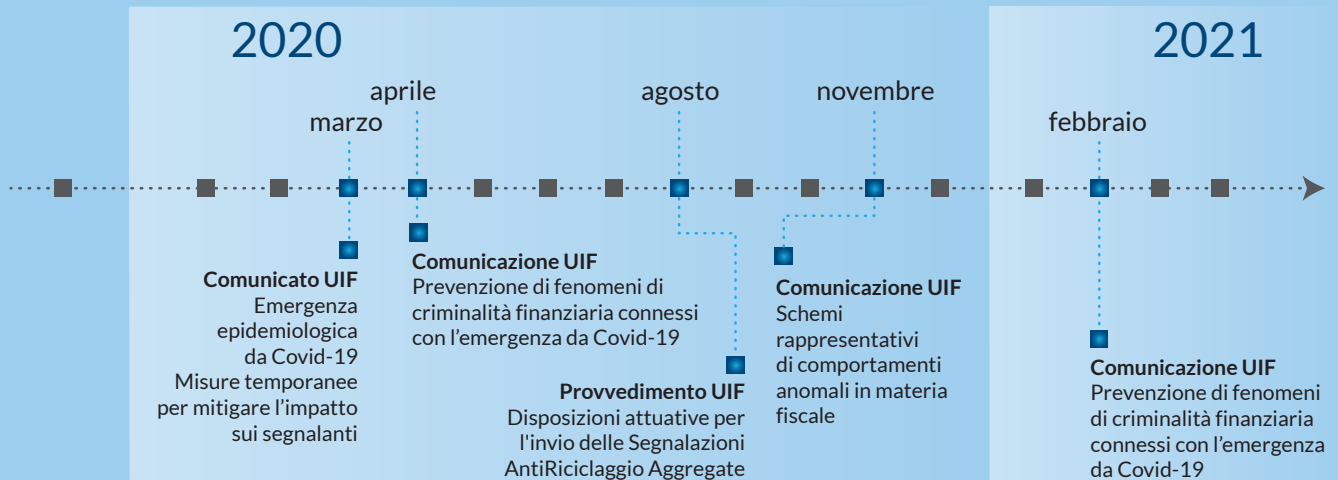 2020
2021
aprile
agosto
novembre
marzo
febbraio
Comunicato UIF
Emergenza
epidemiologica
da Covid-19
Misure temporanee
per mitigare l'impatto
sui segnalanti
Comunicazione UIF
Prevenzione di fenomeni di
criminalità finanziaria connessi
con l'emergenza da Covid-19
Provvedimento UIF
Disposizioni attuative per
l'invio delle Segnalazioni
AntiRiciclaggio Aggregate
Comunicazione UIF
Schemi
rappresentativi
di comportamenti
anomali in materia
fiscale
Comunicazione UIF
Prevenzione di fenomeni
di criminalità finanziaria
connessi con l'emergenza
da Covid-19